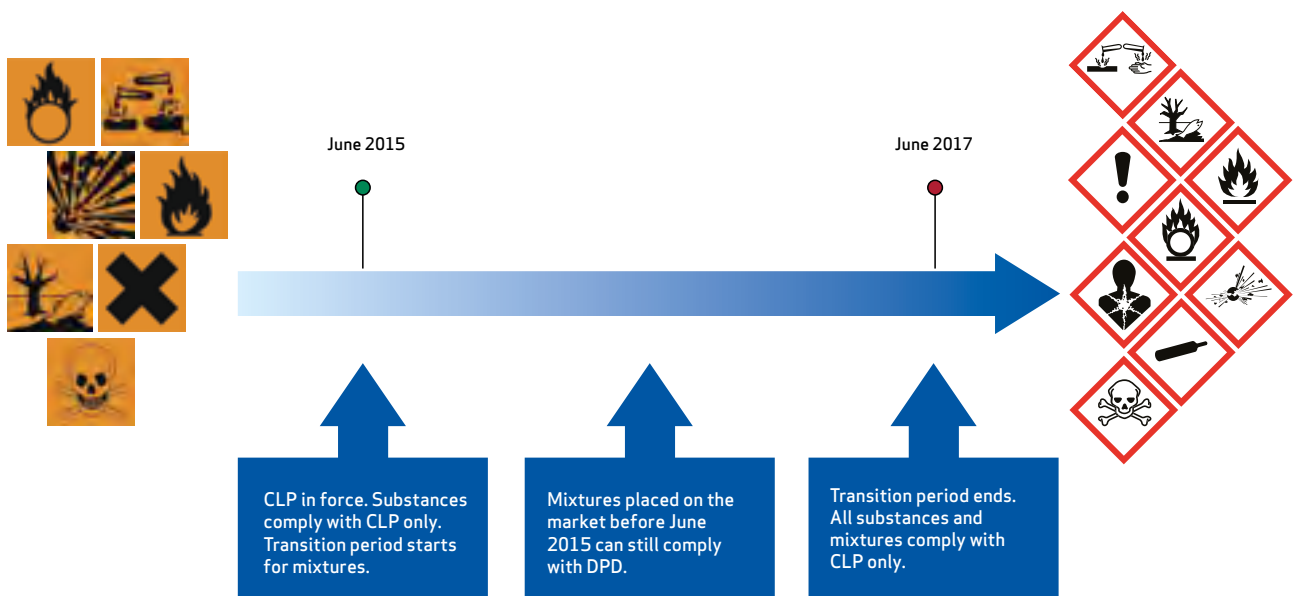 June 2015
June 2017
CLP in force. Substances
comply with CLP only.
Transition period starts
for mixtures.
Mixtures placed on the
market before June
2015 can still comply
with DPD.
Transition period ends.
All substances and
mixtures comply with
CLP only.